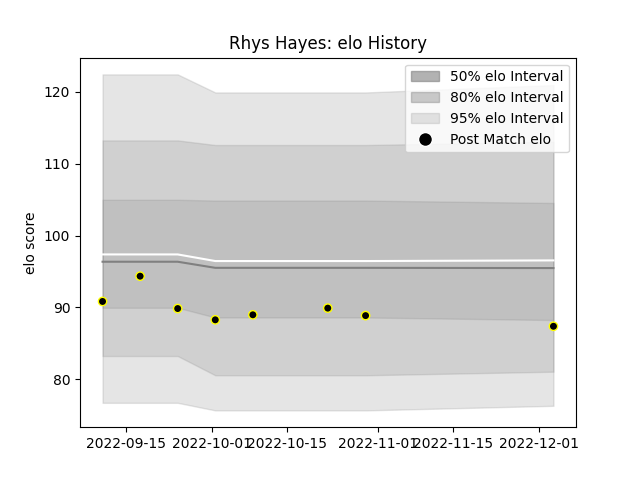 Rhys Hayes: elo History
50% elo Interval
80% elo Interval
95% elo Interval
Post Match elo
elo score
120
110
100
90
80
2022-09-15 2022-10-01 2022-10-15 2022-11-01 2022-11-15 2022-12-01